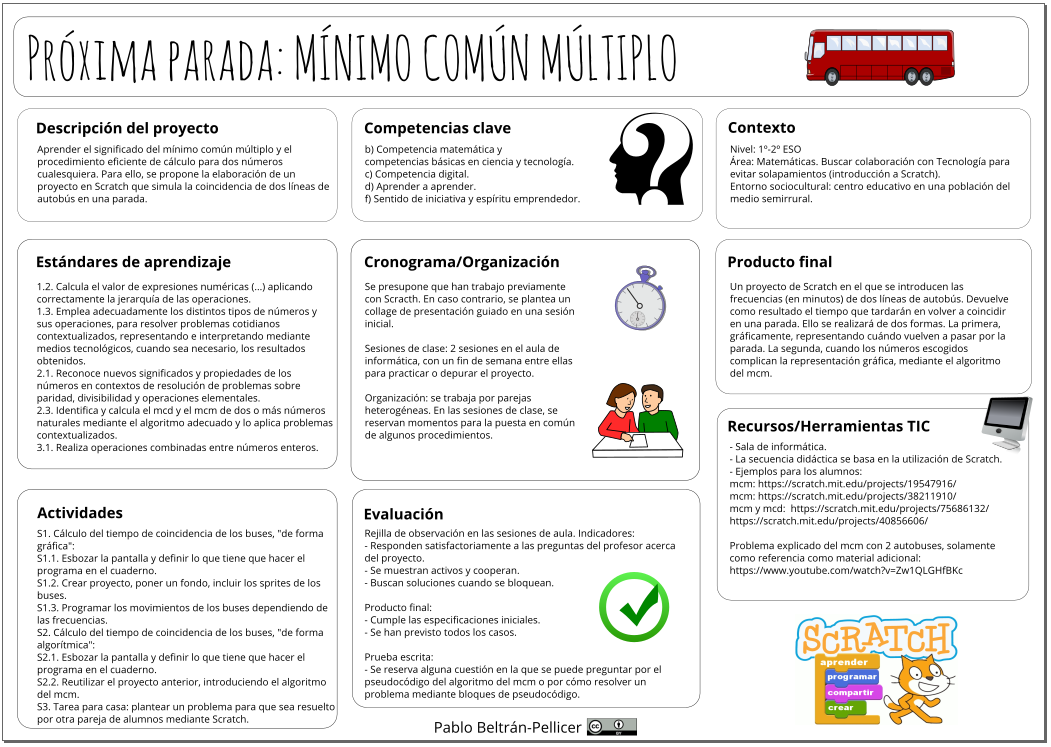 Próxima parada: MÍNIMO COMÚN MÚLTIPLO
Descripción del proyecto
Aprender el significado del mínimo común múltiplo y el
procedimiento eficiente de cálculo para dos números
cualesquiera. Para ello, se propone la elaboración de un
proyecto en Scratch que simula la coincidencia de dos líneas de
autobús en una parada.
Competencias clave
b) Competencia matemática y
competencias básicas en ciencia y tecnología.
c) Competencia digital.
d) Aprender a aprender.
f) Sentido de iniciativa y espíritu emprendedor.
Contexto
Nivel: 1º-2º ESO
Área: Matemáticas. Buscar colaboración con Tecnología para
evitar solapamientos (introducción a Scratch).
Entorno sociocultural: centro educativo en una población del
medio semirrural.
Estándares de aprendizaje
1.2. Calcula el valor de expresiones numéricas (...) aplicando
correctamente la jerarquía de las operaciones.
1.3. Emplea adecuadamente los distintos tipos de números y
sus operaciones, para resolver problemas cotidianos
contextualizados, representando e interpretando mediante
medios tecnológicos, cuando sea necesario, los resultados
obtenidos.
2.1. Reconoce nuevos significados y propiedades de los
números en contextos de resolución de problemas sobre
paridad, divisibilidad y operaciones elementales.
2.3. Identifica y calcula el mcd y el mcm de dos o más números
naturales mediante el algoritmo adecuado y lo aplica problemas
contextualizados.
3.1. Realiza operaciones combinadas entre números enteros.
Cronograma/Organización
Se presupone que han trabajo previamente
con Scracth. En caso contrario, se plantea un
collage de presentación guiado en una sesión
inicial.
Sesiones de clase: 2 sesiones en el aula de
informática, con un fin de semana entre ellas
para practicar o depurar el proyecto.
Organización: se trabaja por parejas
heterogéneas. En las sesiones de clase, se
reservan momentos para la puesta en común
de algunos procedimientos.
Producto final
Un proyecto de Scratch en el que se introducen las
frecuencias (en minutos) de dos líneas de autobús. Devuelve
como resultado el tiempo que tardarán en volver a coincidir
en una parada. Ello se realizará de dos formas. La primera,
gráficamente, representando cuándo vuelven a pasar por la
parada. La segunda, cuando los números escogidos
complican la representación gráfica, mediante el algoritmo
del mcm.
Recursos/Herramientas TIC
- Sala de informática.
- La secuencia didáctica se basa en la utilización de Scratch.
- Ejemplos para los alumnos:
mcm: https://scratch.mit.edu/projects/19547916/
mcm: https://scratch.mit.edu/projects/38211910/
mcm y mcd: https://scratch.mit.edu/projects/75686132/
https://scratch.mit.edu/projects/40856606/
Problema explicado del mcm con 2 autobuses, solamente
como referencia como material adicional:
https://www.youtube.com/watch?v=Zw1QLGHfBKc
Actividades
S1. Cálculo del tiempo de coincidencia de los buses, "de forma
gráfica":
S1.1. Esbozar la pantalla y definir lo que tiene que hacer el
programa en el cuaderno.
S1.2. Crear proyecto, poner un fondo, incluir los sprites de los
buses.
S1.3. Programar los movimientos de los buses dependiendo de
las frecuencias.
S2. Cálculo del tiempo de coincidencia de los buses, "de forma
algorítmica":
S2.1. Esbozar la pantalla y definir lo que tiene que hacer el
programa en el cuaderno.
S2.2. Reutilizar el proyecto anterior, introduciendo el algoritmo
del mcm.
S3. Tarea para casa: plantear un problema para que sea resuelto
por otra pareja de alumnos mediante Scratch.
Evaluación
Rejilla de observación en las sesiones de aula. Indicadores:
- Responden satisfactoriamente a las preguntas del profesor acerca
del proyecto.
- Se muestran activos y cooperan.
- Buscan soluciones cuando se bloquean.
Producto final:
- Cumple las especificaciones iniciales.
- Se han previsto todos los casos.
Prueba escrita:
- Se reserva alguna cuestión en la que se puede preguntar por el
pseudocódigo del algoritmo del mcm o por cómo resolver un
problema mediante bloques de pseudocódigo.
SCRATCH
aprender
programar
compartir
crear
Pablo Beltrán-Pellicer
cc
BY